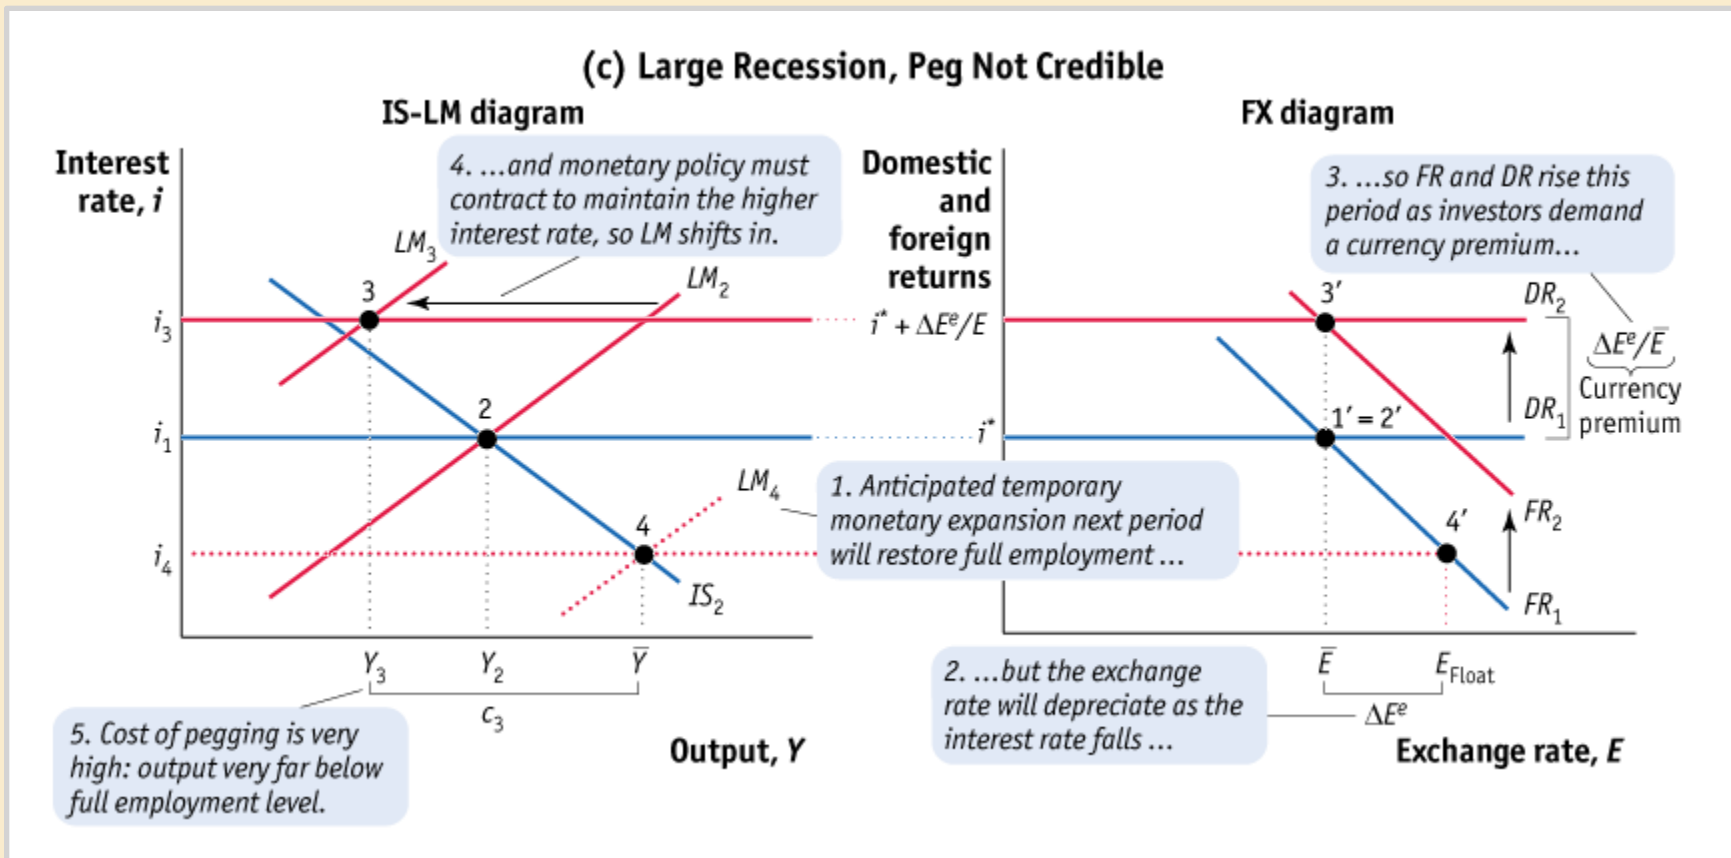 (c) Large Recession, Peg Not Credible
IS-LM diagram
Interest
rate, i
4. ...and monetary policy must
contract to maintain the higher
interest rate, so LM shifts in.
LM₃
LM₂
3
i₃
2
i₁
LM₄
4
i₄
IS₂
Y₃
Y₂
Y̅
c₃
5. Cost of pegging is very
high: output very far below
full employment level.
Output, Y
1. Anticipated temporary
monetary expansion next period
will restore full employment ...
FX diagram
Domestic
and
foreign
returns
3. ...so FR and DR rise this
period as investors demand
a currency premium...
i* + ΔEᵉ/E
3′
DR₂
ΔEᵉ/E̅
Currency
premium
i*
1′ = 2′
DR₁
FR₂
4′
FR₁
E̅
E_Float
ΔEᵉ
2. ...but the exchange
rate will depreciate as the
interest rate falls ...
Exchange rate, E